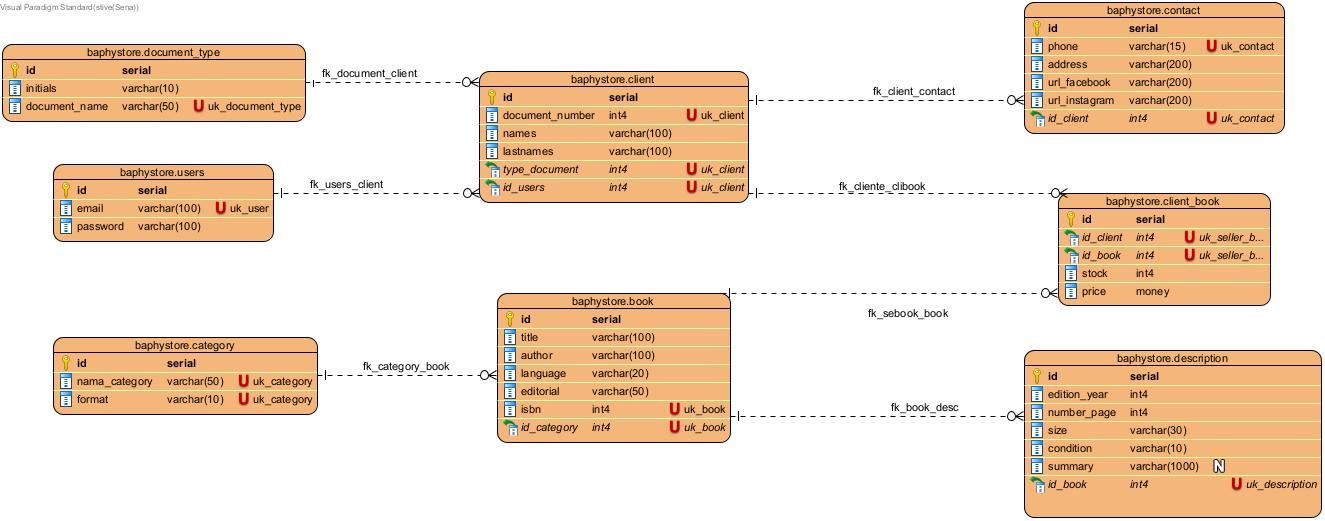 Visual Paradigm Standard(stive(Sena))
baphystore.document_type
id serial
initials varchar(10)
document_name varchar(50) U uk_document_type
fk_document_client
baphystore.client
id serial
document_number int4 U uk_client
names varchar(100)
lastnames varchar(100)
type_document int4 U uk_client
id_users int4 U uk_client
fk_client_contact
baphystore.contact
id serial
phone varchar(15) U uk_contact
address varchar(200)
url_facebook varchar(200)
url_instagram varchar(200)
id_client int4 U uk_contact
baphystore.users
id serial
email varchar(100) U uk_user
password varchar(100)
fk_users_client
fk_cliente_clibook
baphystore.client_book
id serial
id_client int4 U uk_seller_b...
id_book int4 U uk_seller_b...
stock int4
price money
fk_sebook_book
baphystore.category
id serial
nama_category varchar(50) U uk_category
format varchar(10) U uk_category
fk_category_book
baphystore.book
id serial
title varchar(100)
author varchar(100)
language varchar(20)
editorial varchar(50)
isbn int4 U uk_book
id_category int4 U uk_book
fk_book_desc
baphystore.description
id serial
edition_year int4
number_page int4
size varchar(30)
condition varchar(10)
summary varchar(1000) N
id_book int4 U uk_description